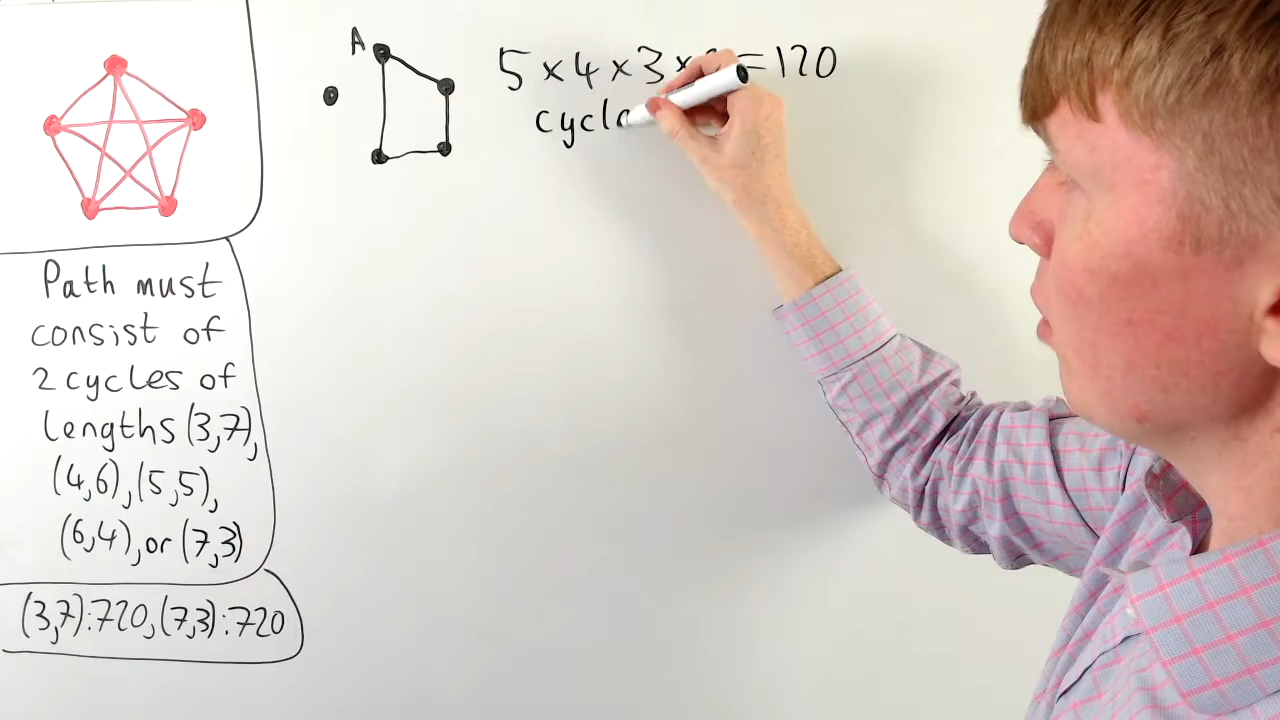 A
5 × 4 × 3 × = 120
cycl
Path must
consist of
2 cycles of
lengths (3,7),
(4,6), (5,5),
(6,4), or (7,3)
(3,7):720, (7,3):720